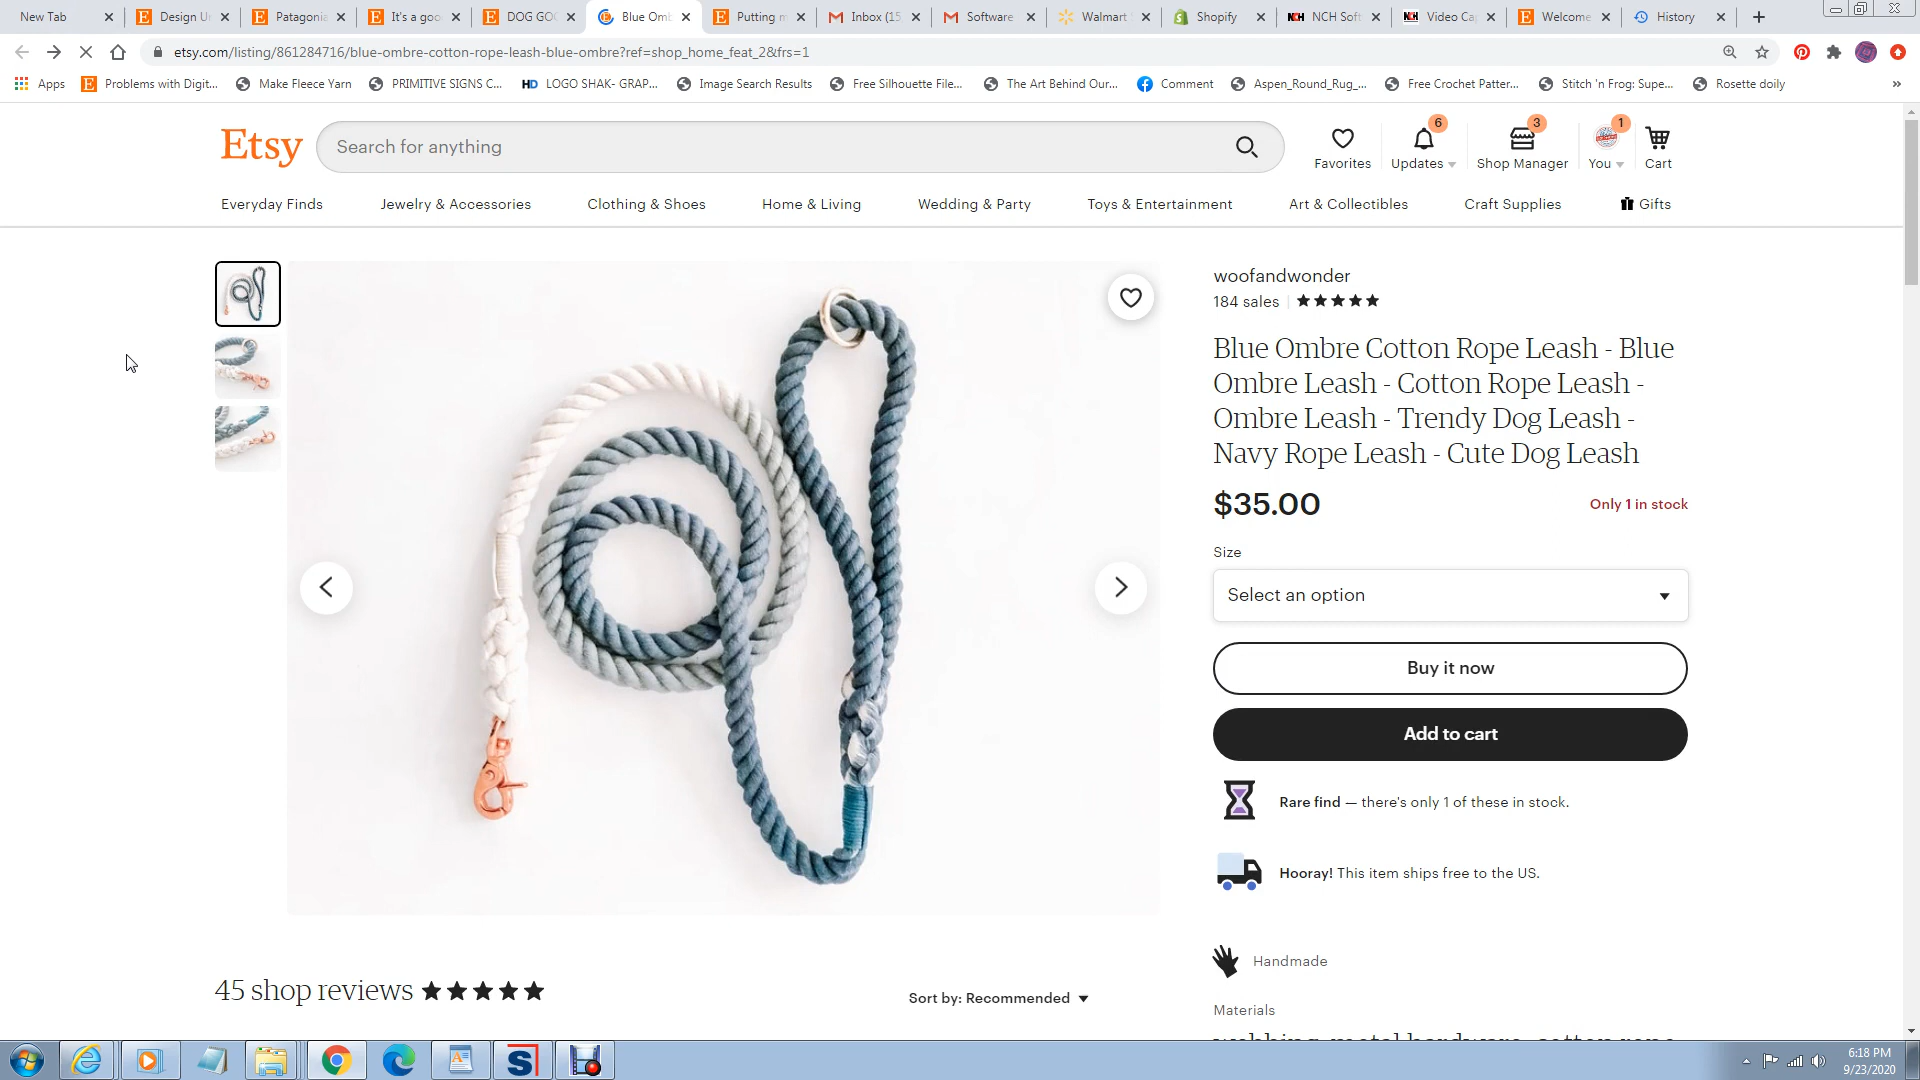 New Tab
Design U
Patagonia
It's a goo
DOG GO
Blue Omb
Putting m
Inbox (15
Software
Walmart
Shopify
NCH Soft
Video Ca
Welcome
History
etsy.com/listing/861284716/blue-ombre-cotton-rope-leash-blue-ombre?ref=shop_home_feat_2&frs=1
Apps
Problems with Digit...
Make Fleece Yarn
PRIMITIVE SIGNS C...
LOGO SHAK- GRAP...
Image Search Results
Free Silhouette File...
The Art Behind Our...
Comment
Aspen_Round_Rug_...
Free Crochet Patter...
Stitch 'n Frog: Supe...
Rosette doily
»
Etsy
Search for anything
Favorites
6
Updates
3
Shop Manager
1
You
Cart
Everyday Finds
Jewelry & Accessories
Clothing & Shoes
Home & Living
Wedding & Party
Toys & Entertainment
Art & Collectibles
Craft Supplies
Gifts
woofandwonder
184 sales
Blue Ombre Cotton Rope Leash - Blue
Ombre Leash - Cotton Rope Leash -
Ombre Leash - Trendy Dog Leash -
Navy Rope Leash - Cute Dog Leash
$35.00
Only 1 in stock
Size
Select an option
Buy it now
Add to cart
Rare find — there's only 1 of these in stock.
Hooray! This item ships free to the US.
Handmade
Materials
45 shop reviews
Sort by: Recommended
6:18 PM
9/23/2020